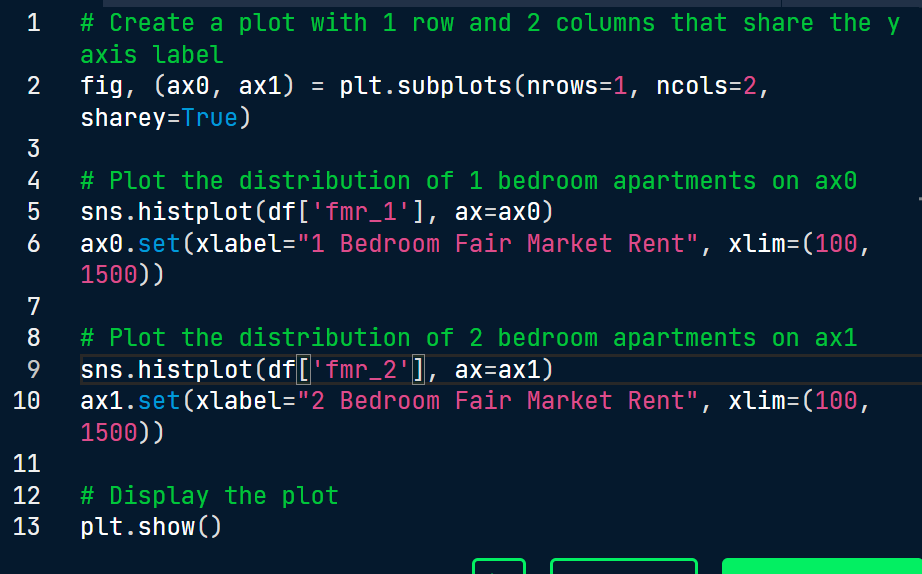 1 # Create a plot with 1 row and 2 columns that share the y
axis label
2 fig, (ax0, ax1) = plt.subplots(nrows=1, ncols=2,
sharey=True)
3
4 # Plot the distribution of 1 bedroom apartments on ax0
5 sns.histplot(df['fmr_1'], ax=ax0)
6 ax0.set(xlabel="1 Bedroom Fair Market Rent", xlim=(100,
1500))
7
8 # Plot the distribution of 2 bedroom apartments on ax1
9 sns.histplot(df['fmr_2'], ax=ax1)
10 ax1.set(xlabel="2 Bedroom Fair Market Rent", xlim=(100,
1500))
11
12 # Display the plot
13 plt.show()